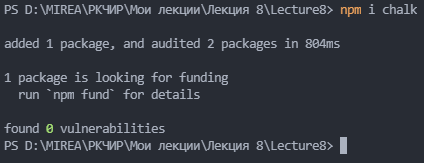 PS D:\MIREA\РКЧИР\Мои лекции\Лекция 8\Lecture8> npm i chalk
added 1 package, and audited 2 packages in 804ms
1 package is looking for funding
  run `npm fund` for details
found 0 vulnerabilities
PS D:\MIREA\РКЧИР\Мои лекции\Лекция 8\Lecture8>